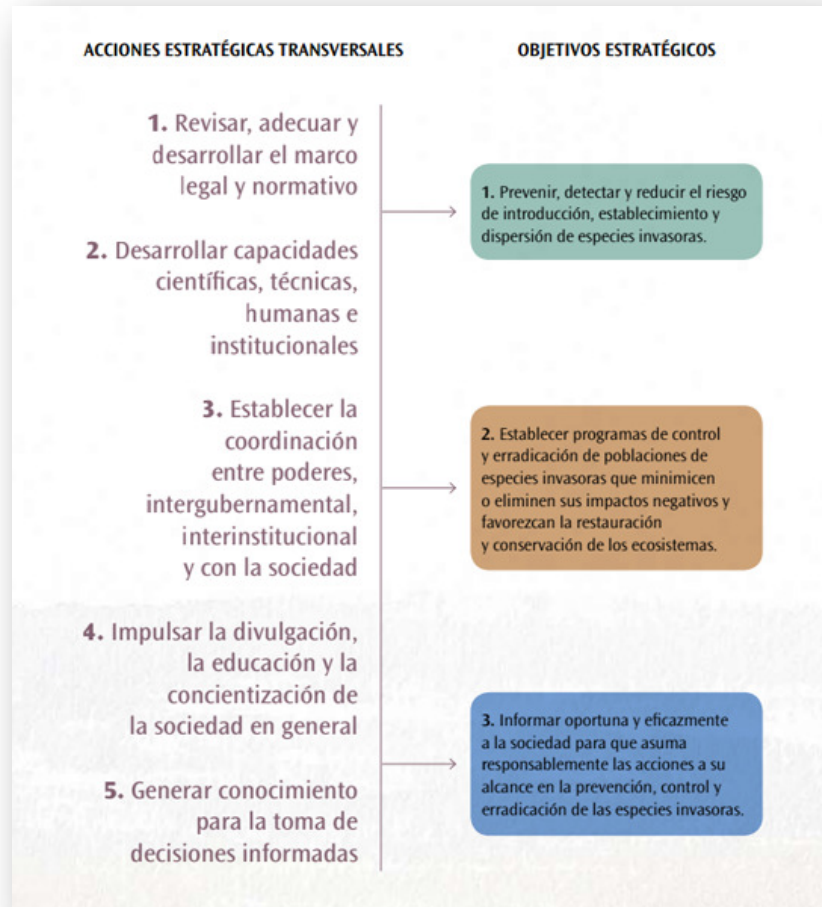 ACCIONES ESTRATÉGICAS TRANSVERSALES
1. Revisar, adecuar y
desarrollar el marco
legal y normativo
2. Desarrollar capacidades
científicas, técnicas,
humanas e
institucionales
3. Establecer la
coordinación
entre poderes,
intergubernamental,
interinstitucional
y con la sociedad
4. Impulsar la divulgación,
la educación y la
concientización de
la sociedad en general
5. Generar conocimiento
para la toma de
decisiones informadas
OBJETIVOS ESTRATÉGICOS
1. Prevenir, detectar y reducir el riesgo
de introducción, establecimiento y
dispersión de especies invasoras.
2. Establecer programas de control
y erradicación de poblaciones de
especies invasoras que minimicen
o eliminen sus impactos negativos y
favorezcan la restauración
y conservación de los ecosistemas.
3. Informar oportuna y eficazmente
a la sociedad para que asuma
responsablemente las acciones a su
alcance en la prevención, control y
erradicación de las especies invasoras.